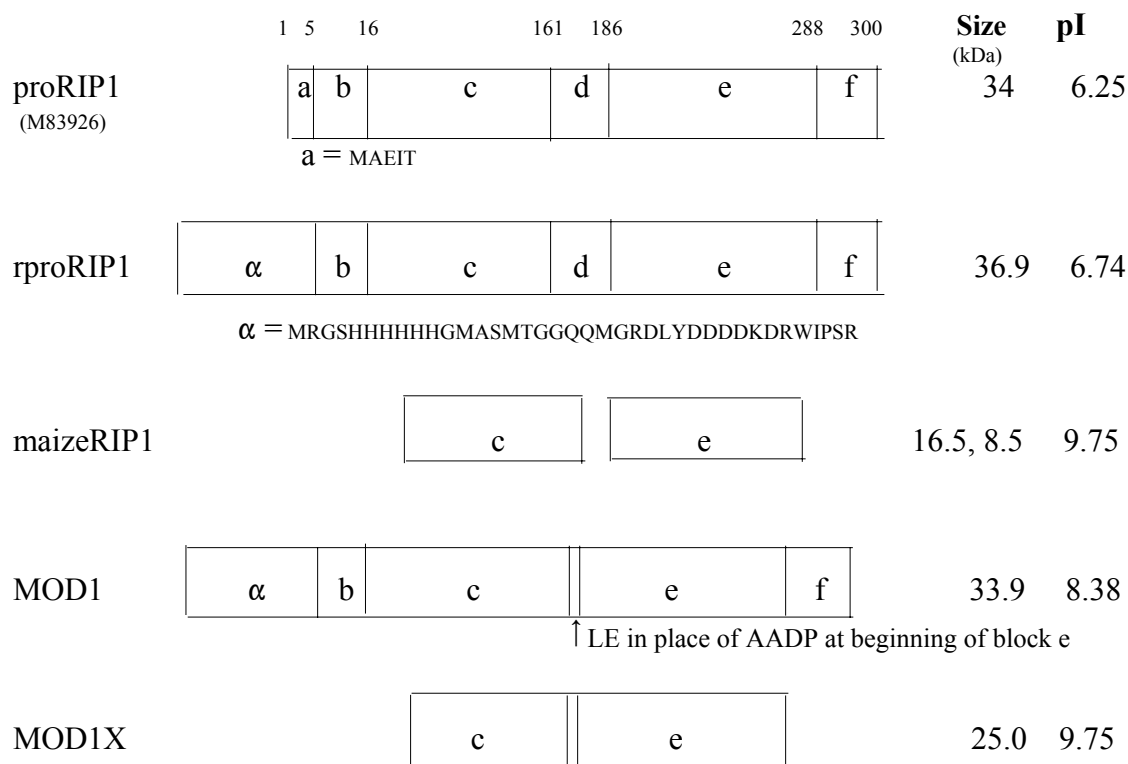 1 5 16 161 186 288 300 Size pI
(kDa)
proRIP1 a b c d e f 34 6.25
(M83926)
a = MAEIT
rproRIP1 α b c d e f 36.9 6.74
α = MRGSHHHHHHGMASMTGGQQMGRDLYDDDDKDRWIPSR
maizeRIP1 c e 16.5, 8.5 9.75
MOD1 α b c e f 33.9 8.38
↑ LE in place of AADP at beginning of block e
MOD1X c e 25.0 9.75